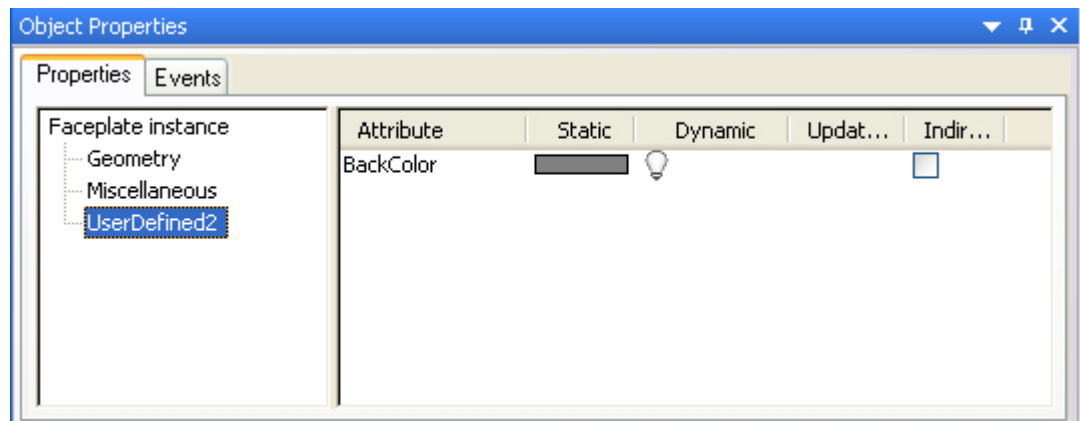 Object Properties
Properties Events
Faceplate instance
Geometry
Miscellaneous
UserDefined2
Attribute Static Dynamic Updat... Indir...
BackColor